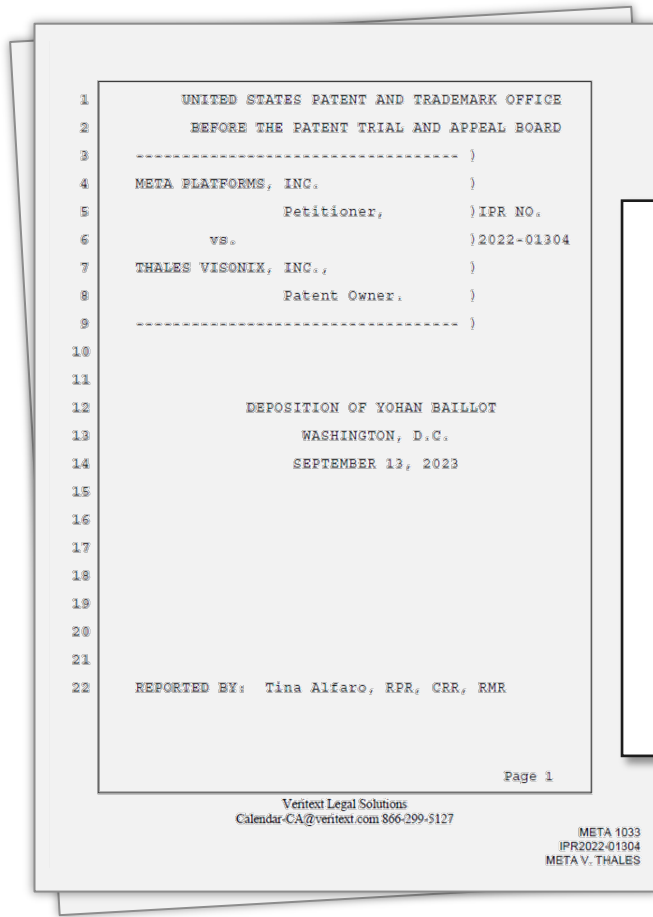 1 UNITED STATES PATENT AND TRADEMARK OFFICE
2 BEFORE THE PATENT TRIAL AND APPEAL BOARD
3 ----------------------------------- )
4 META PLATFORMS, INC. )
5 Petitioner, )IPR NO.
6 vs. )2022-01304
7 THALES VISONIX, INC., )
8 Patent Owner. )
9 ----------------------------------- )
10
11
12 DEPOSITION OF YOHAN BAILLOT
13 WASHINGTON, D.C.
14 SEPTEMBER 13, 2023
15
16
17
18
19
20
21
22 REPORTED BY: Tina Alfaro, RPR, CRR, RMR
Page 1
Veritext Legal Solutions
Calendar-CA@veritext.com 866-299-5127
META 1033
IPR2022-01304
META V. THALES